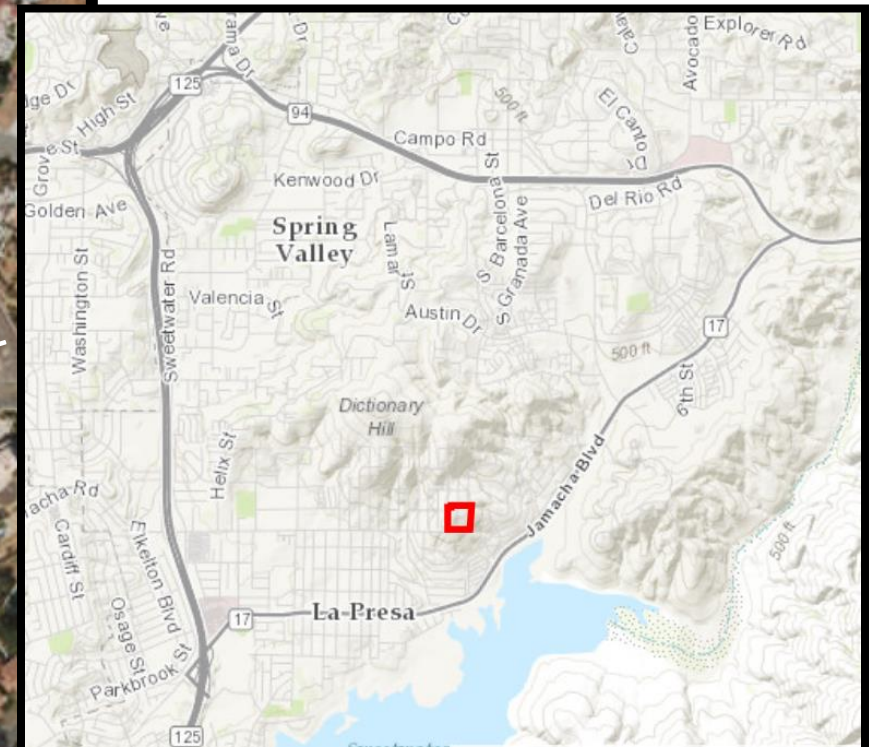 Explorer Rd
Avocado
125
94
500 ft
El Canto Dr
High St
Grove St
Campo Rd
Kenwood Dr
Del Rio Rd
Golden Ave
S Barcelona St
S Granada Ave
Spring
Valley
Lamar St
Washington St
Sweetwater Rd
Valencia St
Austin Dr
17
500 ft
6th St
Dictionary
Hill
Helix St
Jamacha Blvd
Cardiff St
Elkelton Blvd
Osage St
500 ft
La Presa
17
Parkbrook St
125